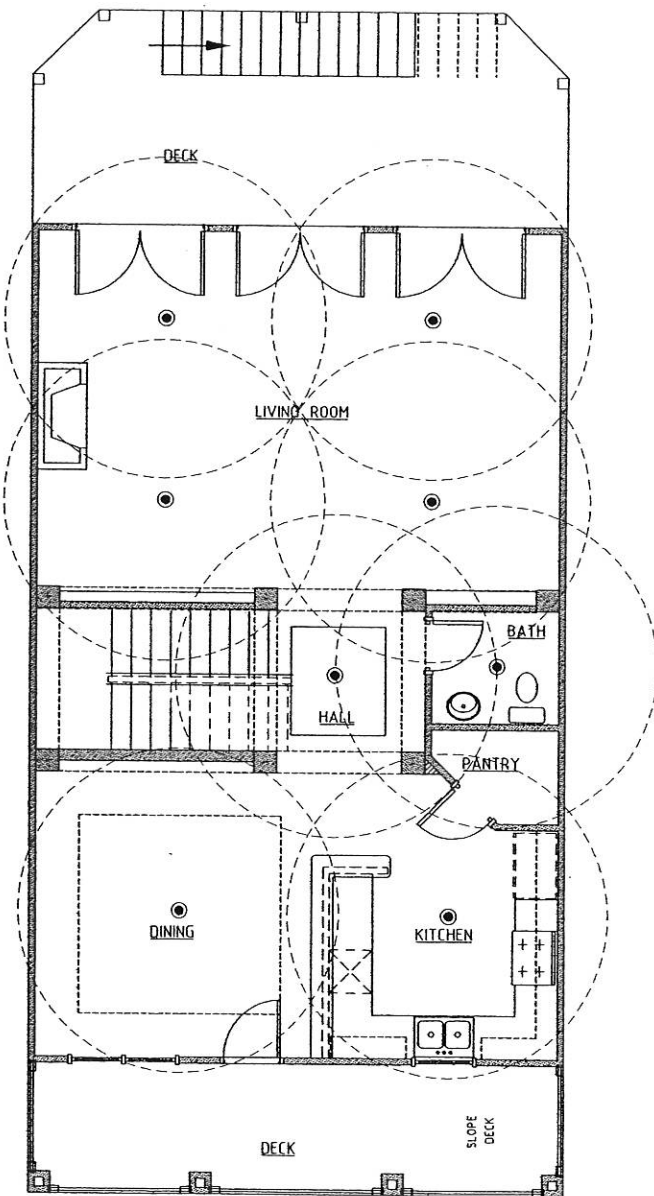 DECK
LIVING ROOM
BATH
HALL
PANTRY
DINING
KITCHEN
DECK
SLOPE
DECK